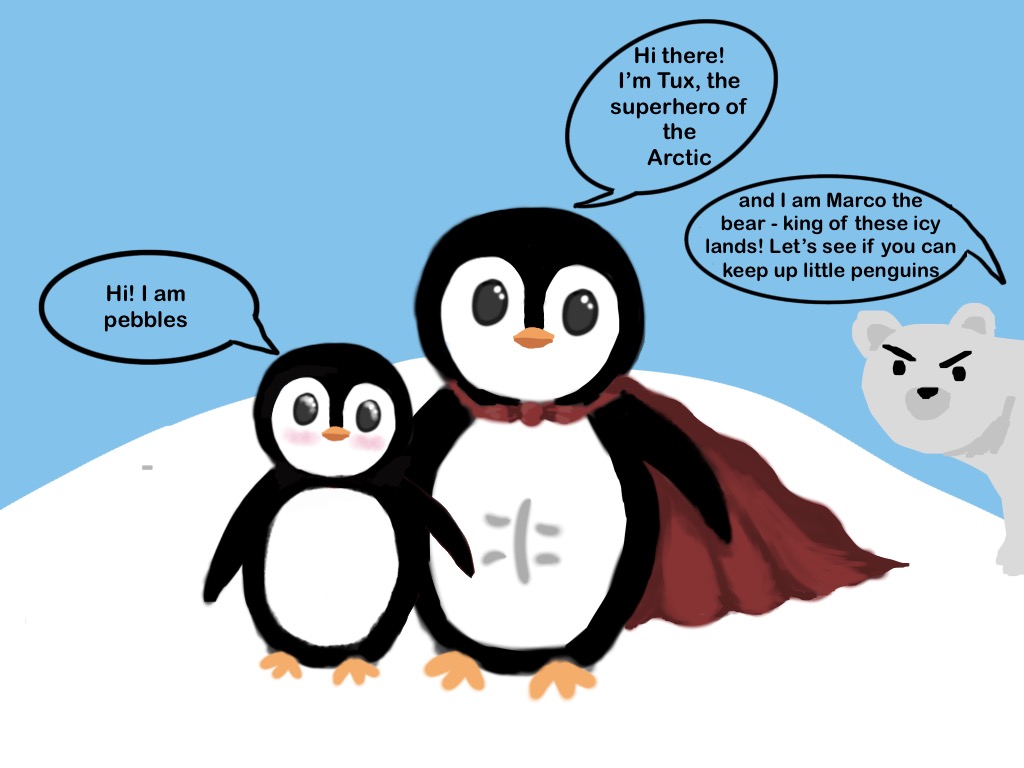 Hi there!
I'm Tux, the
superhero of
the
Arctic
and I am Marco the
bear - king of these icy
lands! Let's see if you can
keep up little penguins
Hi! I am
pebbles